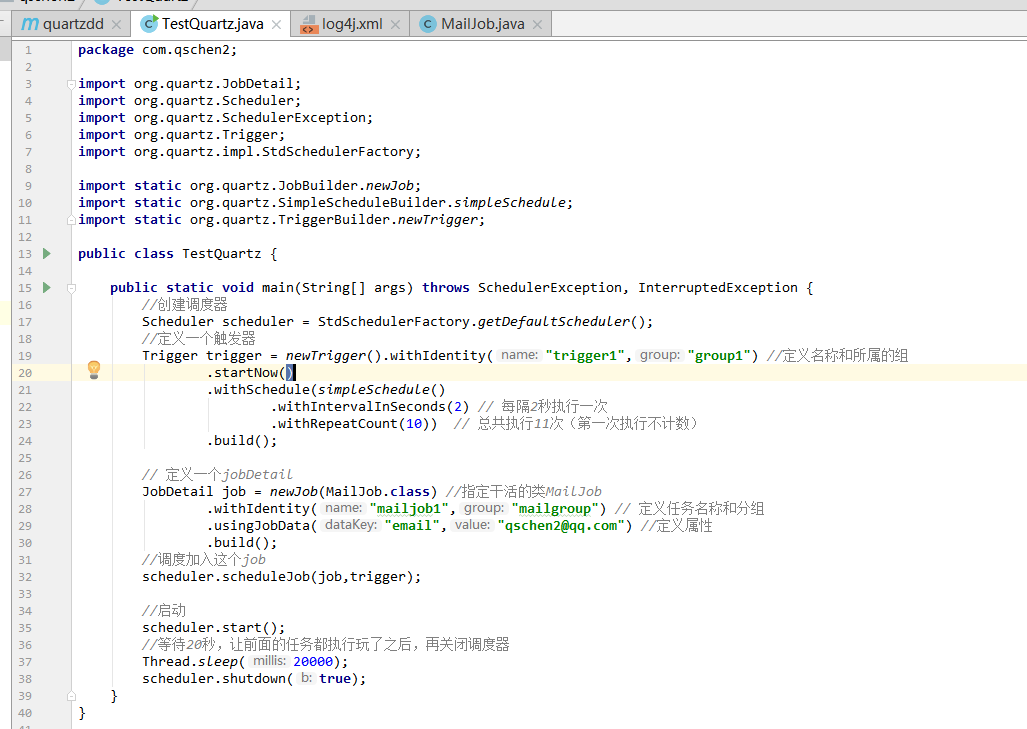 quartzdd TestQuartz.java log4j.xml MailJob.java
1 package com.qschen2;
2
3 import org.quartz.JobDetail;
4 import org.quartz.Scheduler;
5 import org.quartz.SchedulerException;
6 import org.quartz.Trigger;
7 import org.quartz.impl.StdSchedulerFactory;
8
9 import static org.quartz.JobBuilder.newJob;
10 import static org.quartz.SimpleScheduleBuilder.simpleSchedule;
11 import static org.quartz.TriggerBuilder.newTrigger;
12
13 public class TestQuartz {
14
15 public static void main(String[] args) throws SchedulerException, InterruptedException {
16 //创建调度器
17 Scheduler scheduler = StdSchedulerFactory.getDefaultScheduler();
18 //定义一个触发器
19 Trigger trigger = newTrigger().withIdentity( name: "trigger1", group: "group1") //定义名称和所属的组
20 .startNow()
21 .withSchedule(simpleSchedule()
22 .withIntervalInSeconds(2) // 每隔2秒执行一次
23 .withRepeatCount(10)) // 总共执行11次（第一次执行不计数）
24 .build();
25
26 // 定义一个jobDetail
27 JobDetail job = newJob(MailJob.class) //指定干活的类MailJob
28 .withIdentity( name: "mailjob1", group: "mailgroup") // 定义任务名称和分组
29 .usingJobData( dataKey: "email", value: "qschen2@qq.com") //定义属性
30 .build();
31 //调度加入这个job
32 scheduler.scheduleJob(job,trigger);
33
34 //启动
35 scheduler.start();
36 //等待20秒，让前面的任务都执行玩了之后，再关闭调度器
37 Thread.sleep( millis: 20000);
38 scheduler.shutdown( b: true);
39 }
40 }